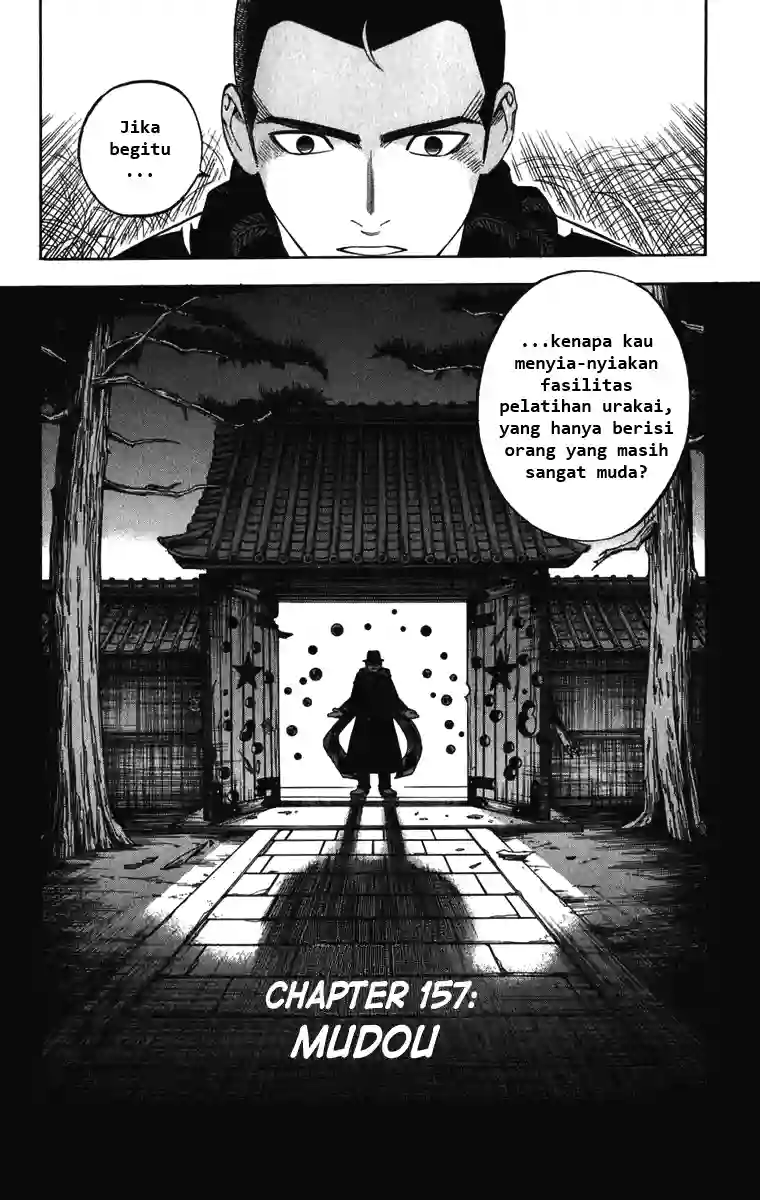 Jika
begitu
...
...kenapa kau
menyia-nyiakan
fasilitas
pelatihan urakai,
yang hanya berisi
orang yang masih
sangat muda?
CHAPTER 157:
MUDOU